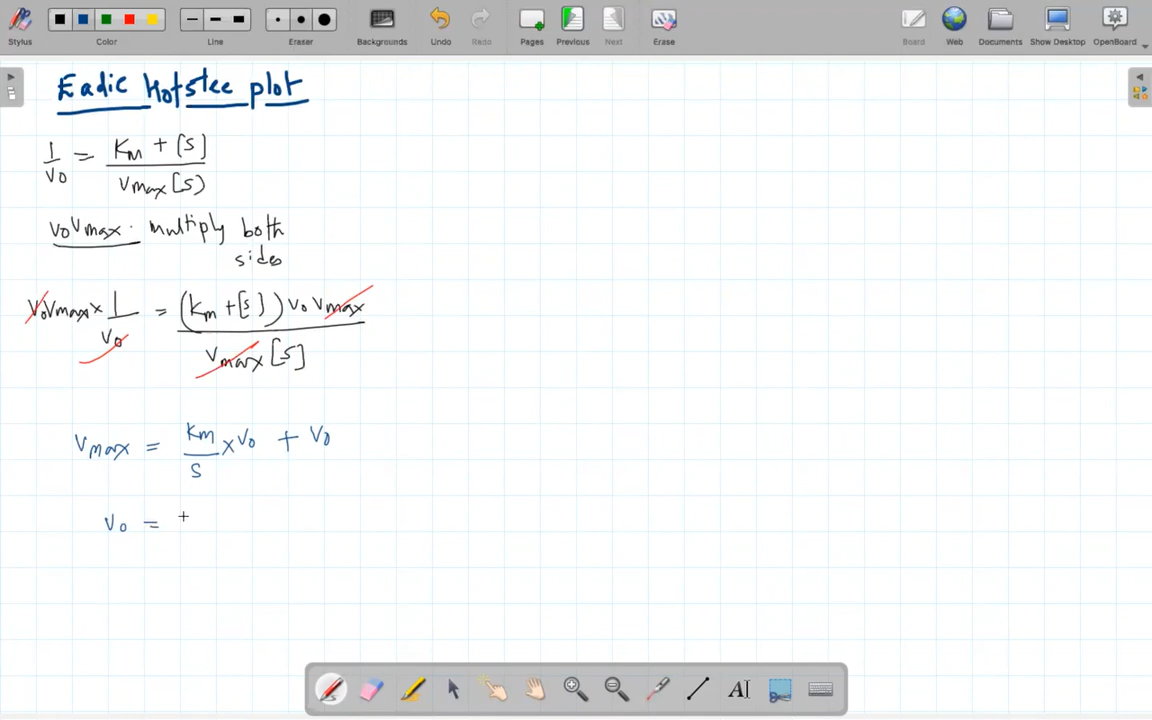 Stylus Color Line Eraser Backgrounds Undo Redo Pages Previous Next Erase Board Web Documents Show Desktop OpenBoard
Eadie Hofstee plot
1/V0 = (Km + [S]) / (Vmax [S])
V0Vmax. multiply both
sides
V0Vmax × 1/V0 = (Km + [S]) V0 Vmax / (Vmax [S])
Vmax = Km/S × V0 + V0
V0 =
AI